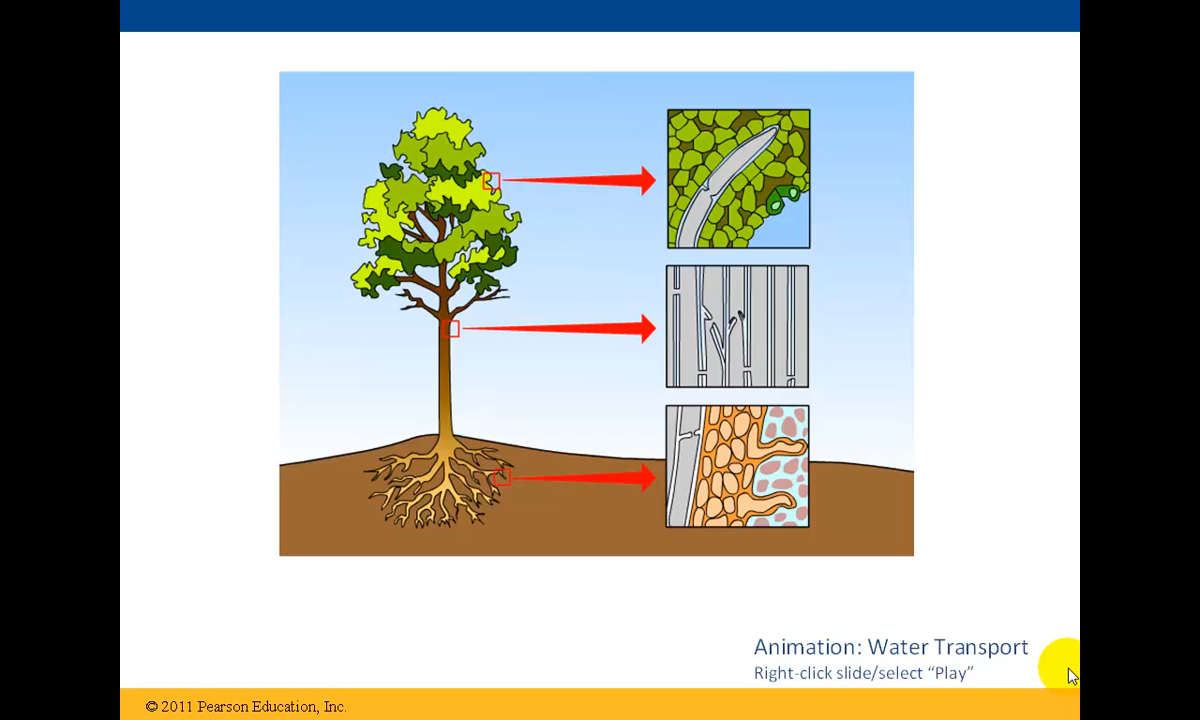 Animation: Water Transport
Right-click slide/select “Play”
© 2011 Pearson Education, Inc.